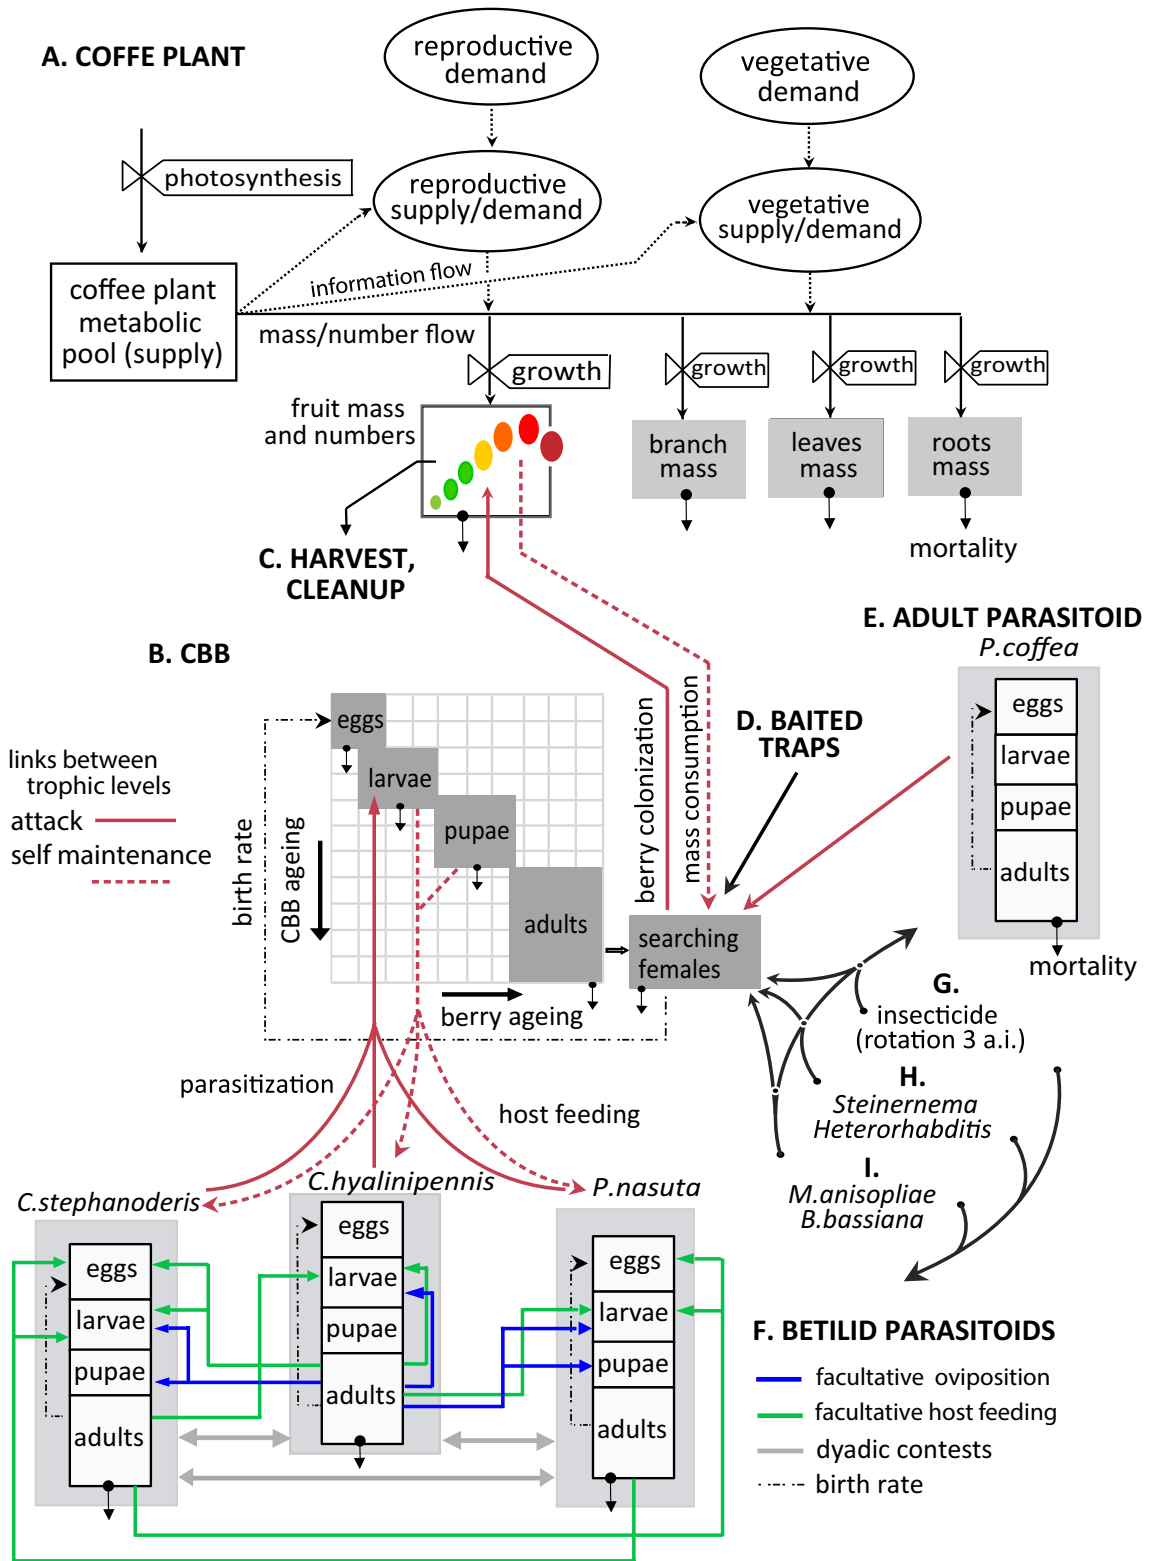 A. COFFE PLANT
reproductive
demand
vegetative
demand
photosynthesis
reproductive
supply/demand
vegetative
supply/demand
information flow
coffee plant
metabolic
pool (supply)
mass/number flow
growth
growth
growth
growth
fruit mass
and numbers
branch
mass
leaves
mass
roots
mass
mortality
C. HARVEST,
CLEANUP
E. ADULT PARASITOID
P.coffea
B. CBB
eggs
larvae
pupae
adults
searching
females
birth rate
CBB ageing
berry ageing
berry colonization
mass consumption
D. BAITED
TRAPS
links between
trophic levels
attack
self maintenance
eggs
larvae
pupae
adults
mortality
G.
insecticide
(rotation 3 a.i.)
H.
Steinernema
Heterorhabditis
I.
M.anisopliae
B.bassiana
parasitization
host feeding
C.stephanoderis
C.hyalinipennis
P.nasuta
eggs
larvae
pupae
adults
eggs
larvae
pupae
adults
eggs
larvae
pupae
adults
F. BETILID PARASITOIDS
facultative oviposition
facultative host feeding
dyadic contests
birth rate